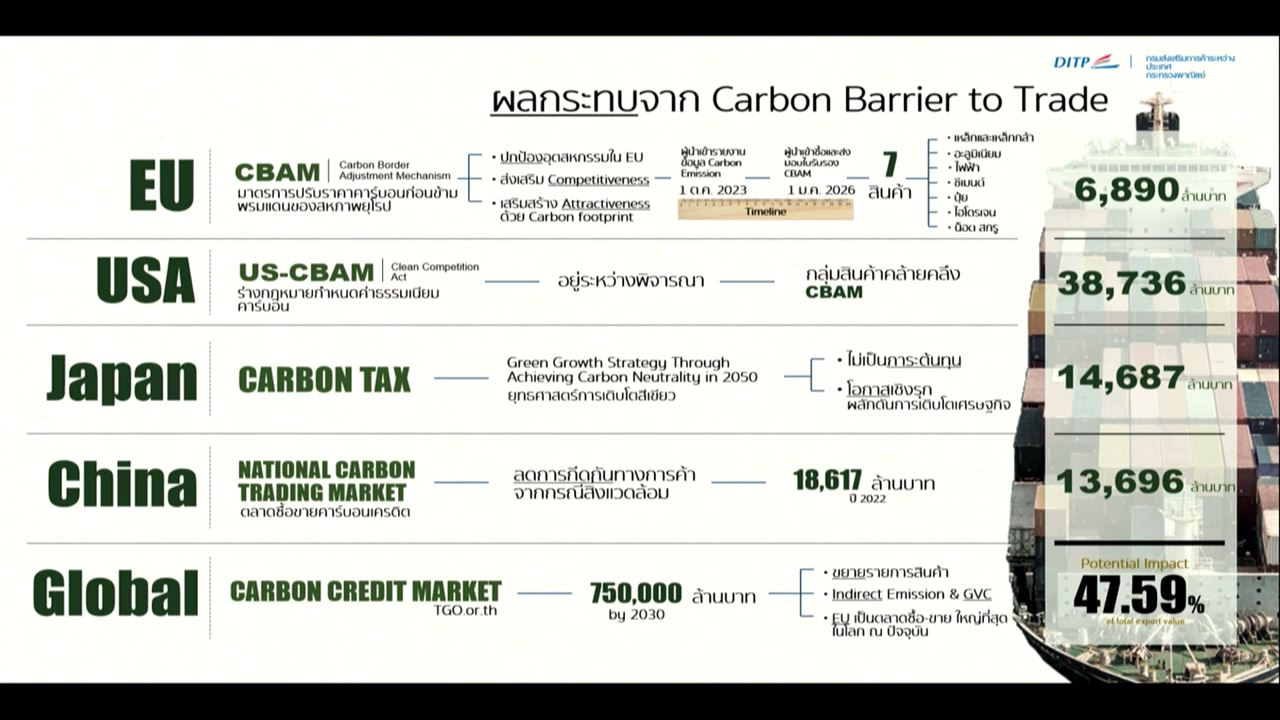 DITP
กรมส่งเสริมการค้าระหว่าง
ประเทศ
กระทรวงพาณิชย์
ผลกระทบจาก Carbon Barrier to Trade
EU
CBAM
Carbon Border
Adjustment Mechanism
มาตรการปรับราคาคาร์บอนก่อนข้าม
พรมแดนของสหภาพยุโรป
• ปกป้องอุตสหกรรมใน EU
• ส่งเสริม Competitiveness
• เสริมสร้าง Attractiveness
ด้วย Carbon footprint
ผู้นำเข้ารายงาน
ข้อมูล Carbon
Emission
1 ต.ค. 2023
ผู้นำเข้าซื้อและส่ง
มอบใบรับรอง
CBAM
1 ม.ค. 2026
Timeline
7
สินค้า
• เหล็กและเหล็กกล้า
• อะลูมิเนียม
• ไฟฟ้า
• ซีเมนต์
• ปุ๋ย
• ไฮโดรเจน
• น็อต สกรู
6,890 ล้านบาท
USA
US-CBAM
Clean Competition
Act
ร่างกฎหมายกำหนดค่าธรรมเนียม
คาร์บอน
อยู่ระหว่างพิจารณา
กลุ่มสินค้าคล้ายคลึง
CBAM
38,736 ล้านบาท
Japan
CARBON TAX
Green Growth Strategy Through
Achieving Carbon Neutrality in 2050
ยุทธศาสตร์การเติบโตสีเขียว
• ไม่เป็นภาระต้นทุน
• โอกาสเชิงรุก
ผลักดันการเติบโตเศรษฐกิจ
14,687 ล้านบาท
China
NATIONAL CARBON
TRADING MARKET
ตลาดซื้อขายคาร์บอนเครดิต
ลดการกีดกันทางการค้า
จากกรณีสิ่งแวดล้อม
18,617 ล้านบาท
ปี 2022
13,696 ล้านบาท
Global
CARBON CREDIT MARKET
TGO.or.th
750,000 ล้านบาท
by 2030
• ขยายรายการสินค้า
• Indirect Emission & GVC
• EU เป็นตลาดซื้อ-ขาย ใหญ่ที่สุด
ในโลก ณ ปัจจุบัน
Potential Impact
47.59%
of total export value